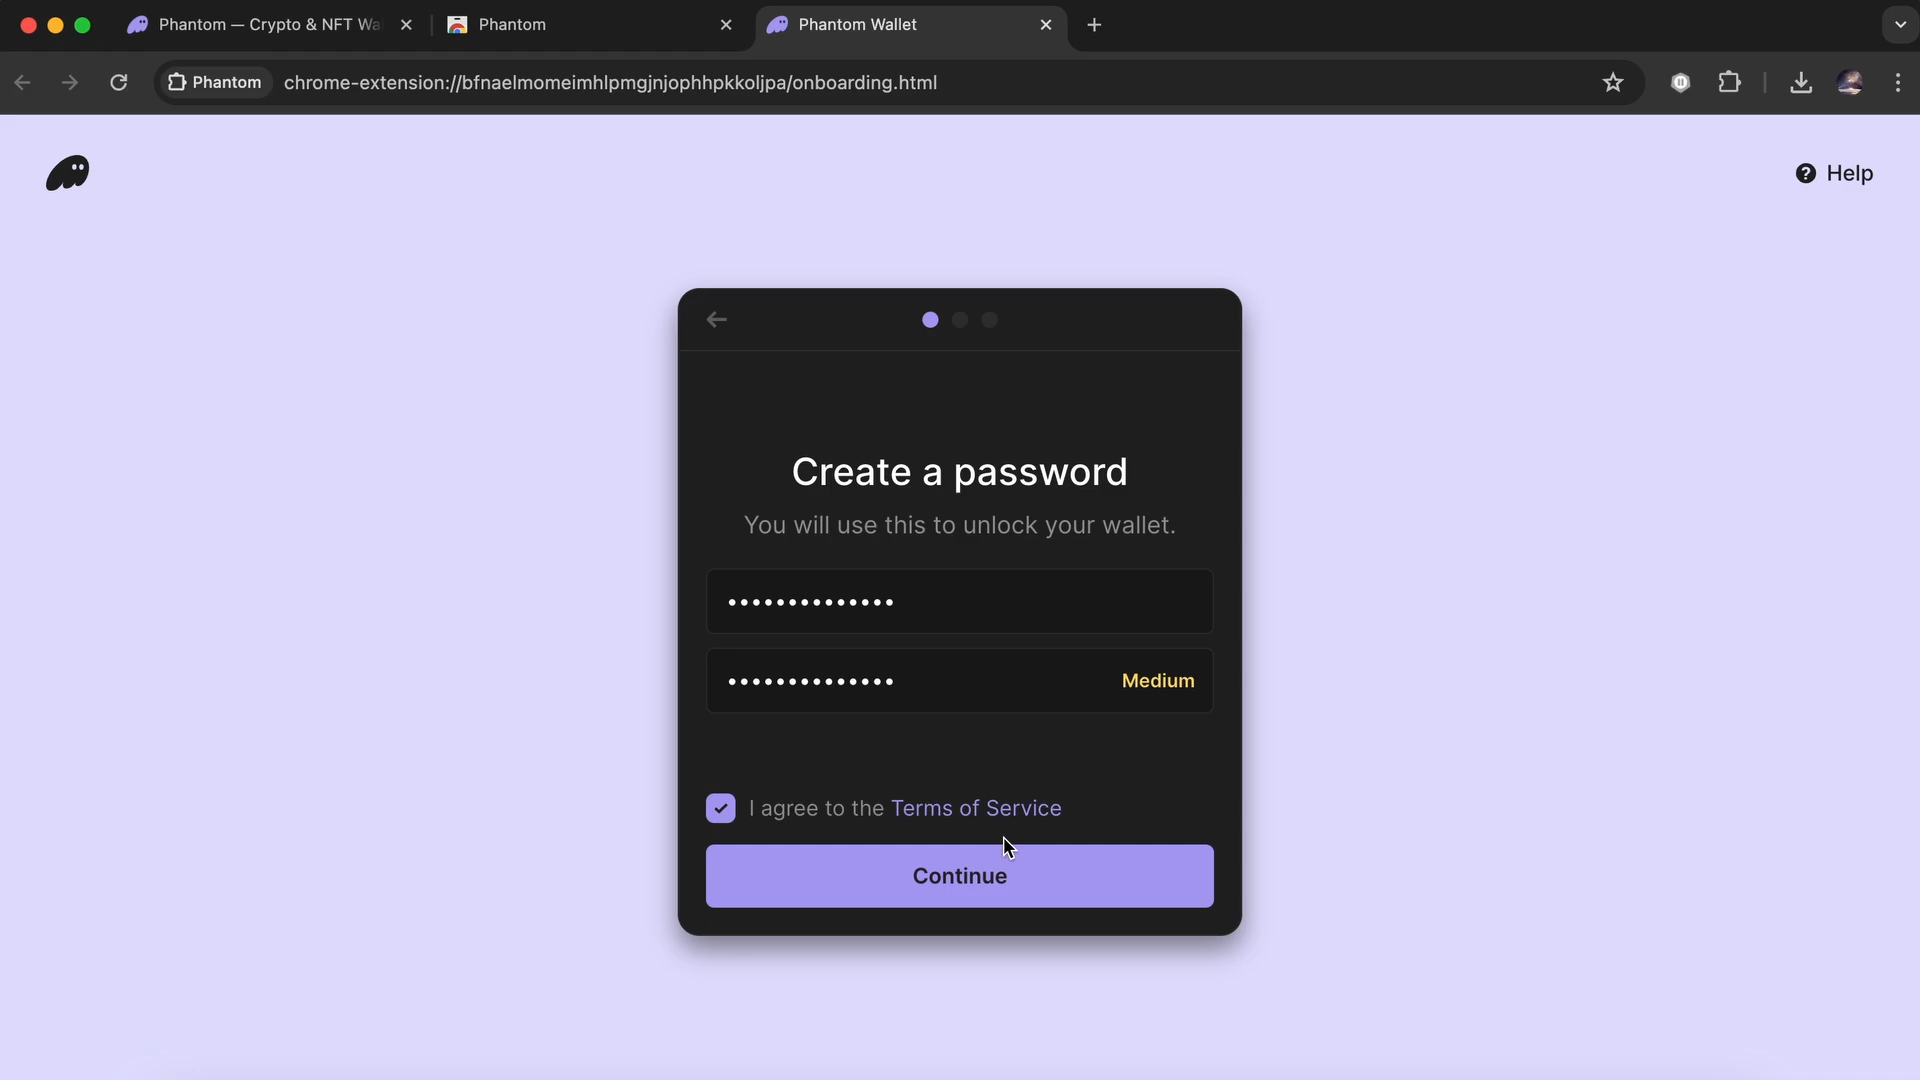 Phantom — Crypto & NFT Wa
Phantom
Phantom Wallet
Phantom
chrome-extension://bfnaelmomeimhlpmgjnjophhpkkoljpa/onboarding.html
Help
Create a password
You will use this to unlock your wallet.
Medium
I agree to the Terms of Service
Continue